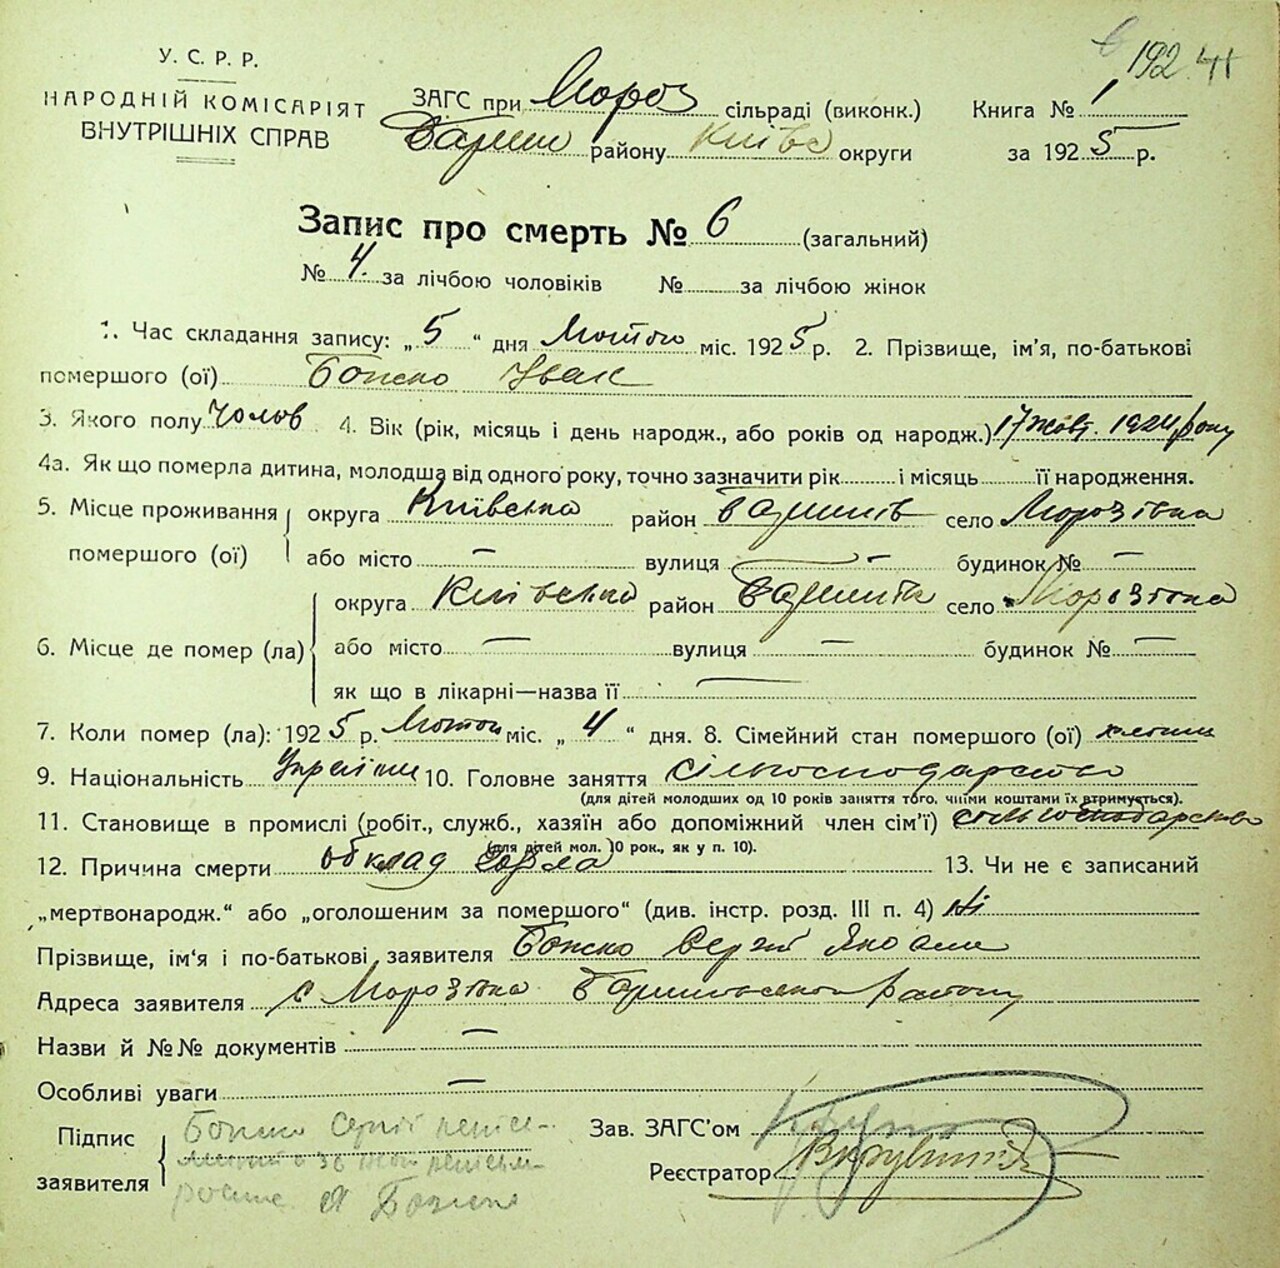 192
У. С. Р. Р.
НАРОДНІЙ КОМІСАРІЯТ
ВНУТРІШНІХ СПРАВ
ЗАГС при Мороз сільраді (виконк.)
Бариш району Київс округи
Книга № 1
за 1925 р.
Запис про смерть № 6 (загальний)
№ 4. за лічбою чоловіків № за лічбою жінок
1. Час складання запису: „5" дня Лютого міс. 1925 р. 2. Прізвище, ім'я, по-батькові
помершого (ої) Божко Іван
3. Якого полу Чолов 4. Вік (рік, місяць і день народж., або років од народж.) 17 жовт. 1924 року
4а. Як що померла дитина, молодша від одного року, точно зазначити рік і місяць її народження.
5. Місце проживання помершого (ої) округа Київська район Баришів село Морозівка
або місто — вулиця — будинок № —
6. Місце де помер (ла) округа Київська район село Морозівка
або місто — вулиця — будинок № —
як що в лікарні—назва її —
7. Коли помер (ла): 1925 р. Лютого міс. „4" дня. 8. Сімейний стан помершого (ої)
9. Національність 10. Головне заняття сільгосподарство
(для дітей молодших од 10 років заняття того, чиїми коштами їх втримується).
11. Становище в промислі (робіт., служб., хазяїн або допоміжний член сім'ї) сільгосподарство
(для дітей мол. 10 рок., як у п. 10).
12. Причина смерти обклад горла 13. Чи не є записаний
„мертвонародж." або „оголошеним за помершого" (див. інстр. розд. III п. 4) Ні
Прізвище, ім'я і по-батькові заявителя Божко Сергій
Адреса заявителя с Морозівка Баришівського району
Назви й №№ документів —
Особливі уваги —
Підпис заявителя Божко Сергій
Зав. ЗАГС'ом
Реєстратор